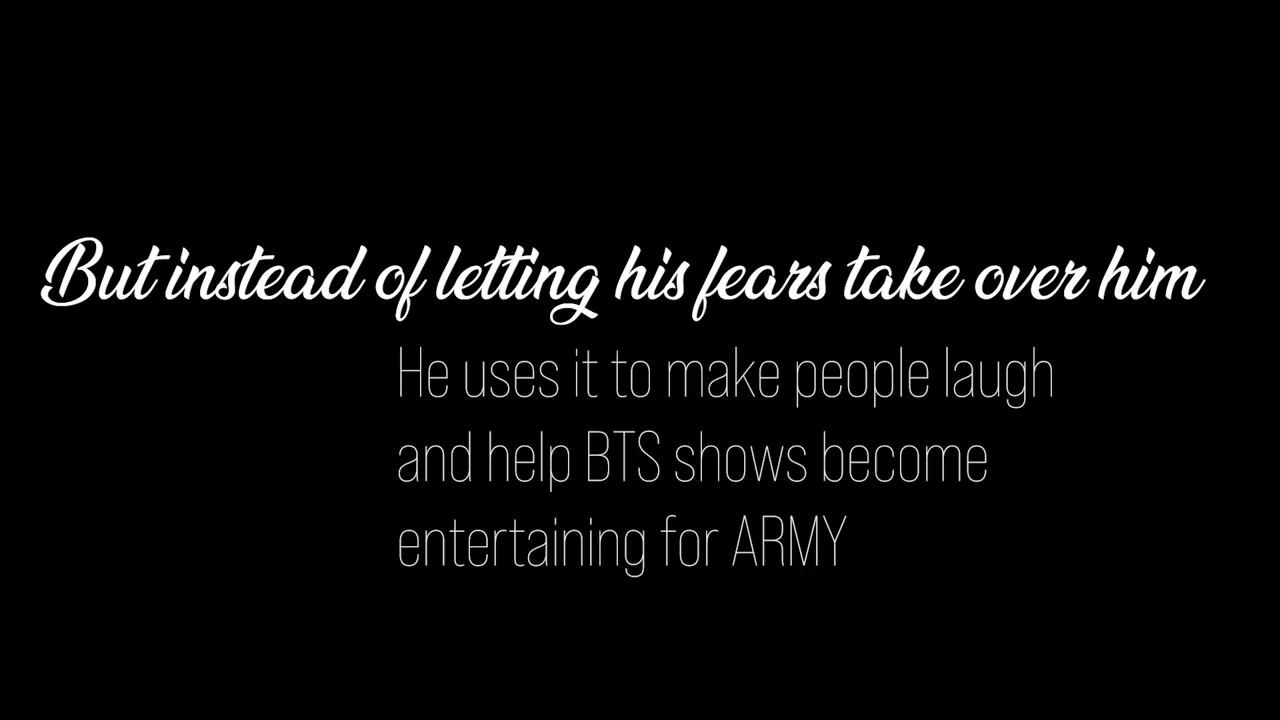 But instead of letting his fears take over him
He uses it to make people laugh
and help BTS shows become
entertaining for ARMY